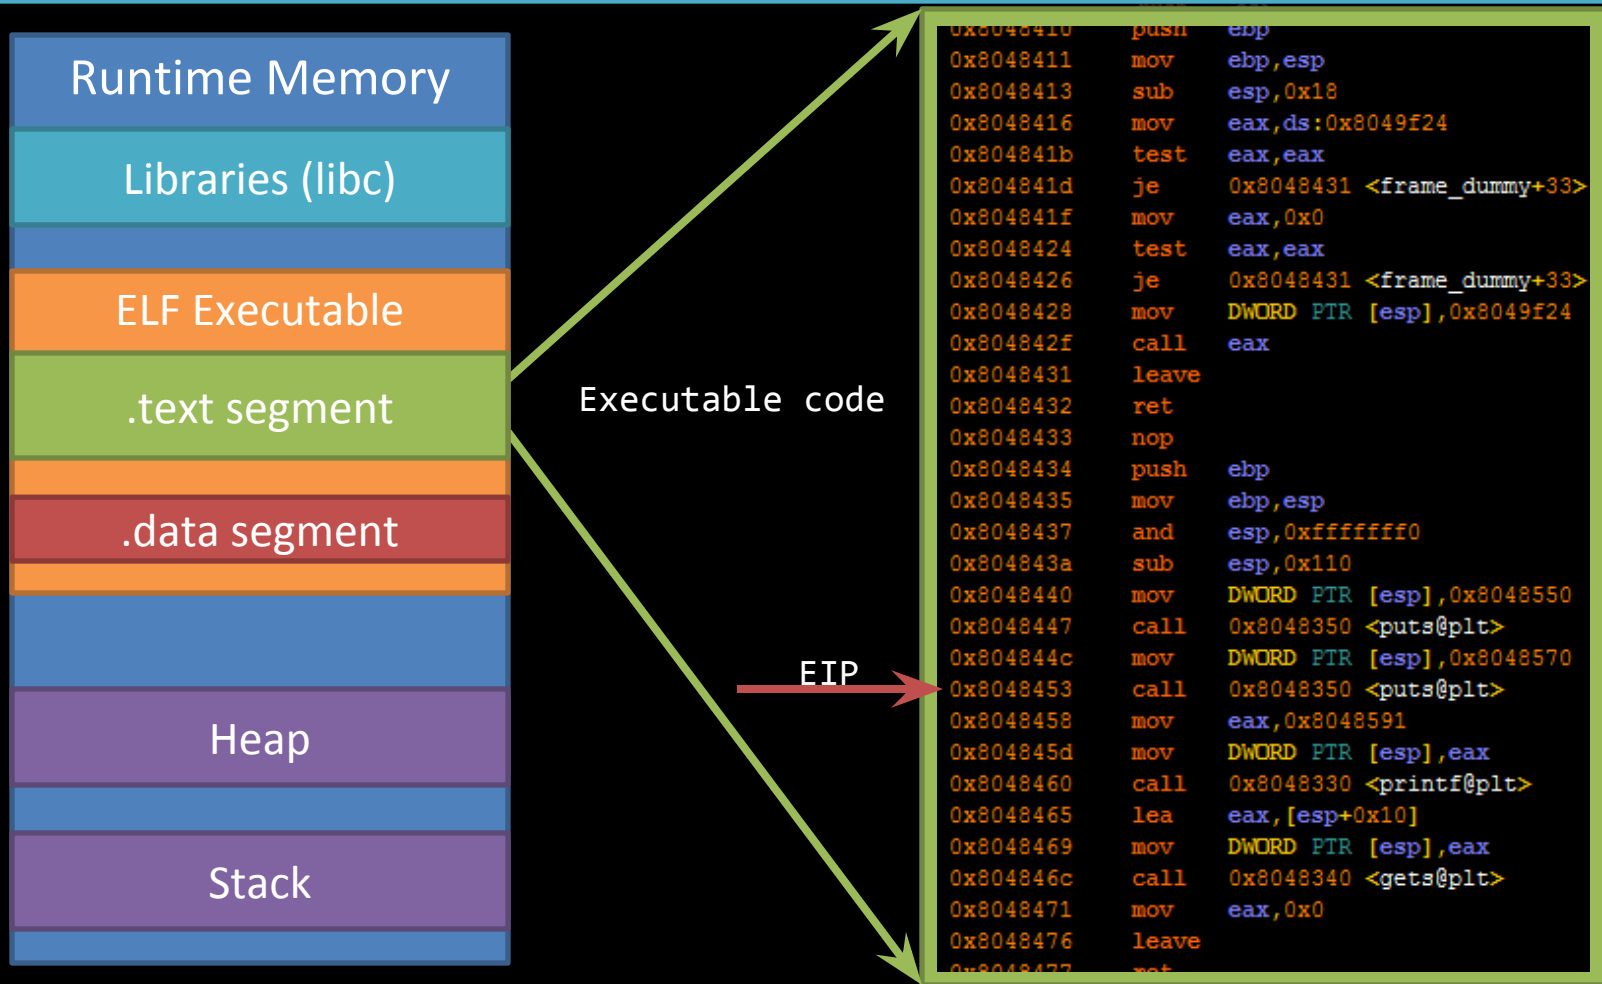 Runtime Memory
Libraries (libc)
ELF Executable
.text segment
.data segment
Heap
Stack
Executable code
EIP
0x8048410 push ebp
0x8048411 mov ebp,esp
0x8048413 sub esp,0x18
0x8048416 mov eax,ds:0x8049f24
0x804841b test eax,eax
0x804841d je 0x8048431 <frame_dummy+33>
0x804841f mov eax,0x0
0x8048424 test eax,eax
0x8048426 je 0x8048431 <frame_dummy+33>
0x8048428 mov DWORD PTR [esp],0x8049f24
0x804842f call eax
0x8048431 leave
0x8048432 ret
0x8048433 nop
0x8048434 push ebp
0x8048435 mov ebp,esp
0x8048437 and esp,0xfffffff0
0x804843a sub esp,0x110
0x8048440 mov DWORD PTR [esp],0x8048550
0x8048447 call 0x8048350 <puts@plt>
0x804844c mov DWORD PTR [esp],0x8048570
0x8048453 call 0x8048350 <puts@plt>
0x8048458 mov eax,0x8048591
0x804845d mov DWORD PTR [esp],eax
0x8048460 call 0x8048330 <printf@plt>
0x8048465 lea eax,[esp+0x10]
0x8048469 mov DWORD PTR [esp],eax
0x804846c call 0x8048340 <gets@plt>
0x8048471 mov eax,0x0
0x8048476 leave
0x8048477 ret